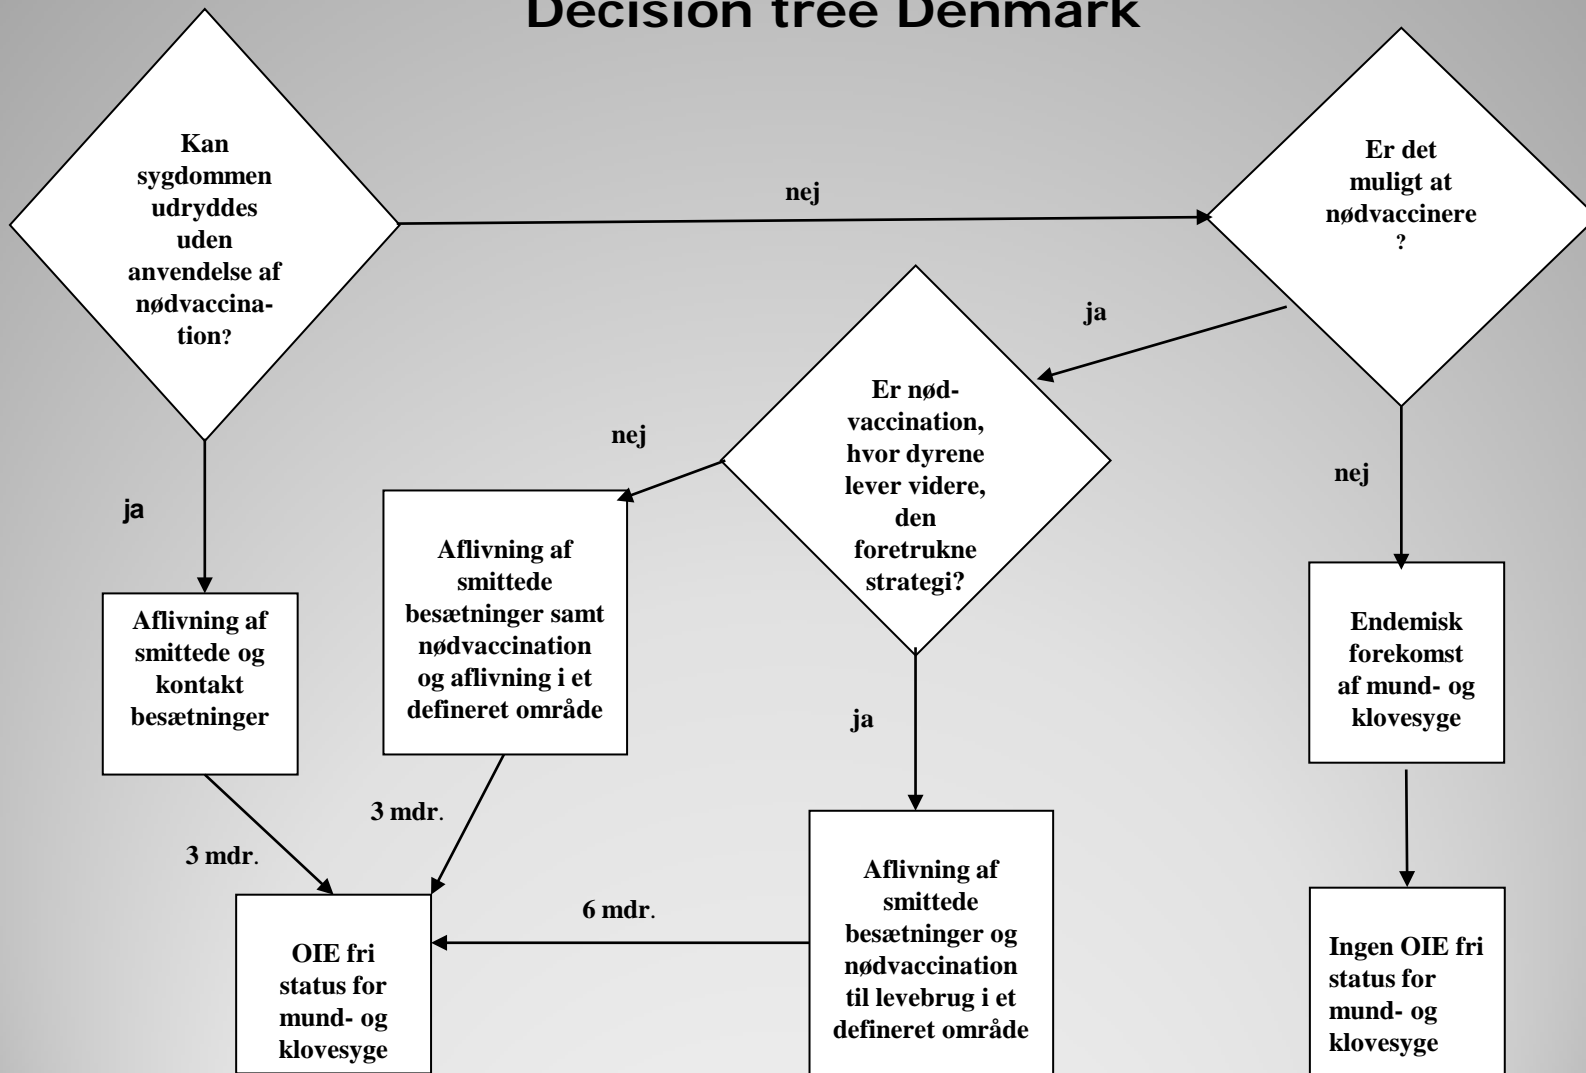 Decision tree Denmark
Kan
sygdommen
udryddes
uden
anvendelse af
nødvaccina-
tion?
nej
Er det
muligt at
nødvaccinere
?
ja
Er nød-
vaccination,
hvor dyrene
lever videre,
den
foretrukne
strategi?
nej
nej
ja
Aflivning af
smittede
besætninger samt
nødvaccination
og aflivning i et
defineret område
Aflivning af
smittede og
kontakt
besætninger
Endemisk
forekomst
af mund- og
klovesyge
ja
3 mdr.
3 mdr.
6 mdr.
Aflivning af
smittede
besætninger og
nødvaccination
til levebrug i et
defineret område
OIE fri
status for
mund- og
klovesyge
Ingen OIE fri
status for
mund- og
klovesyge